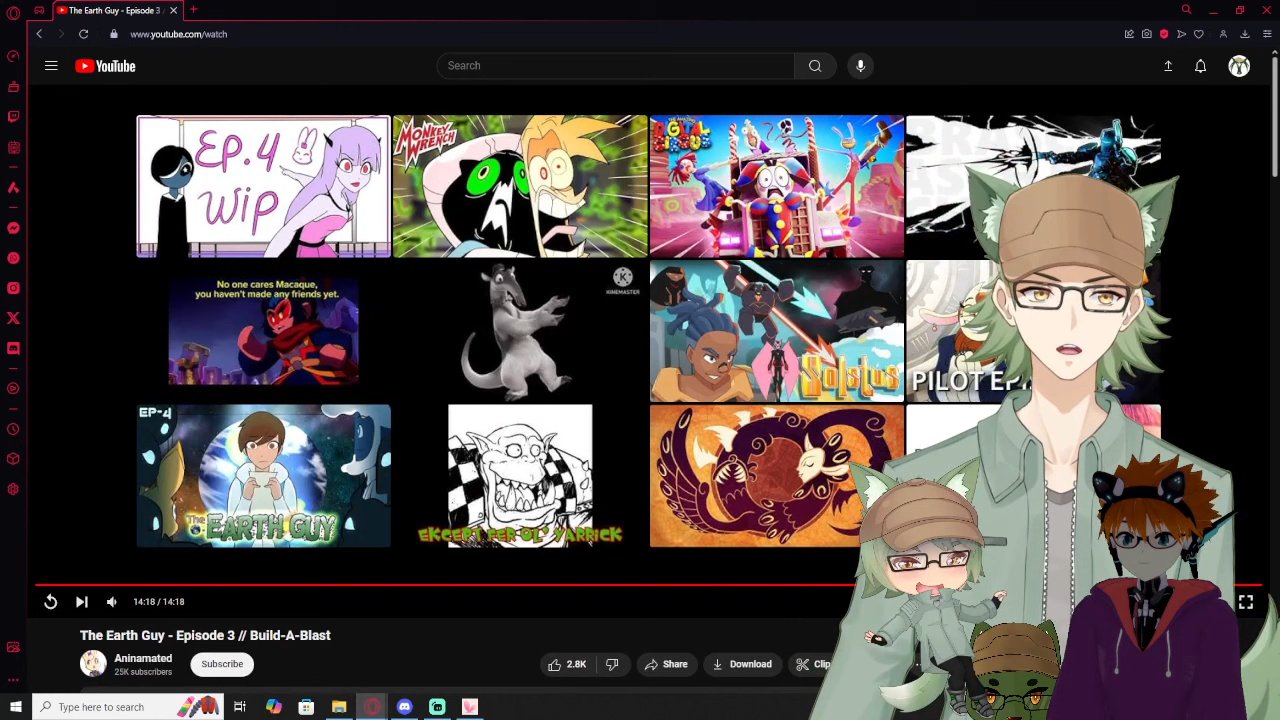 The Earth Guy - Episode 3
www.youtube.com/watch
YouTube
Search
EP.4
WIP
MONKEY
WRENCH
THE AMAZING
DIGITAL
CIRCUS
No one cares Macaque,
you haven't made any friends yet.
KINEMASTER
Solstus
PILOT EP
EP-4
The
EARTH GUY
EKCEPT FER OL' YARRICK
14:18 / 14:18
The Earth Guy - Episode 3 // Build-A-Blast
Aninamated
25K subscribers
Subscribe
2.8K
Share
Download
Clip
Type here to search